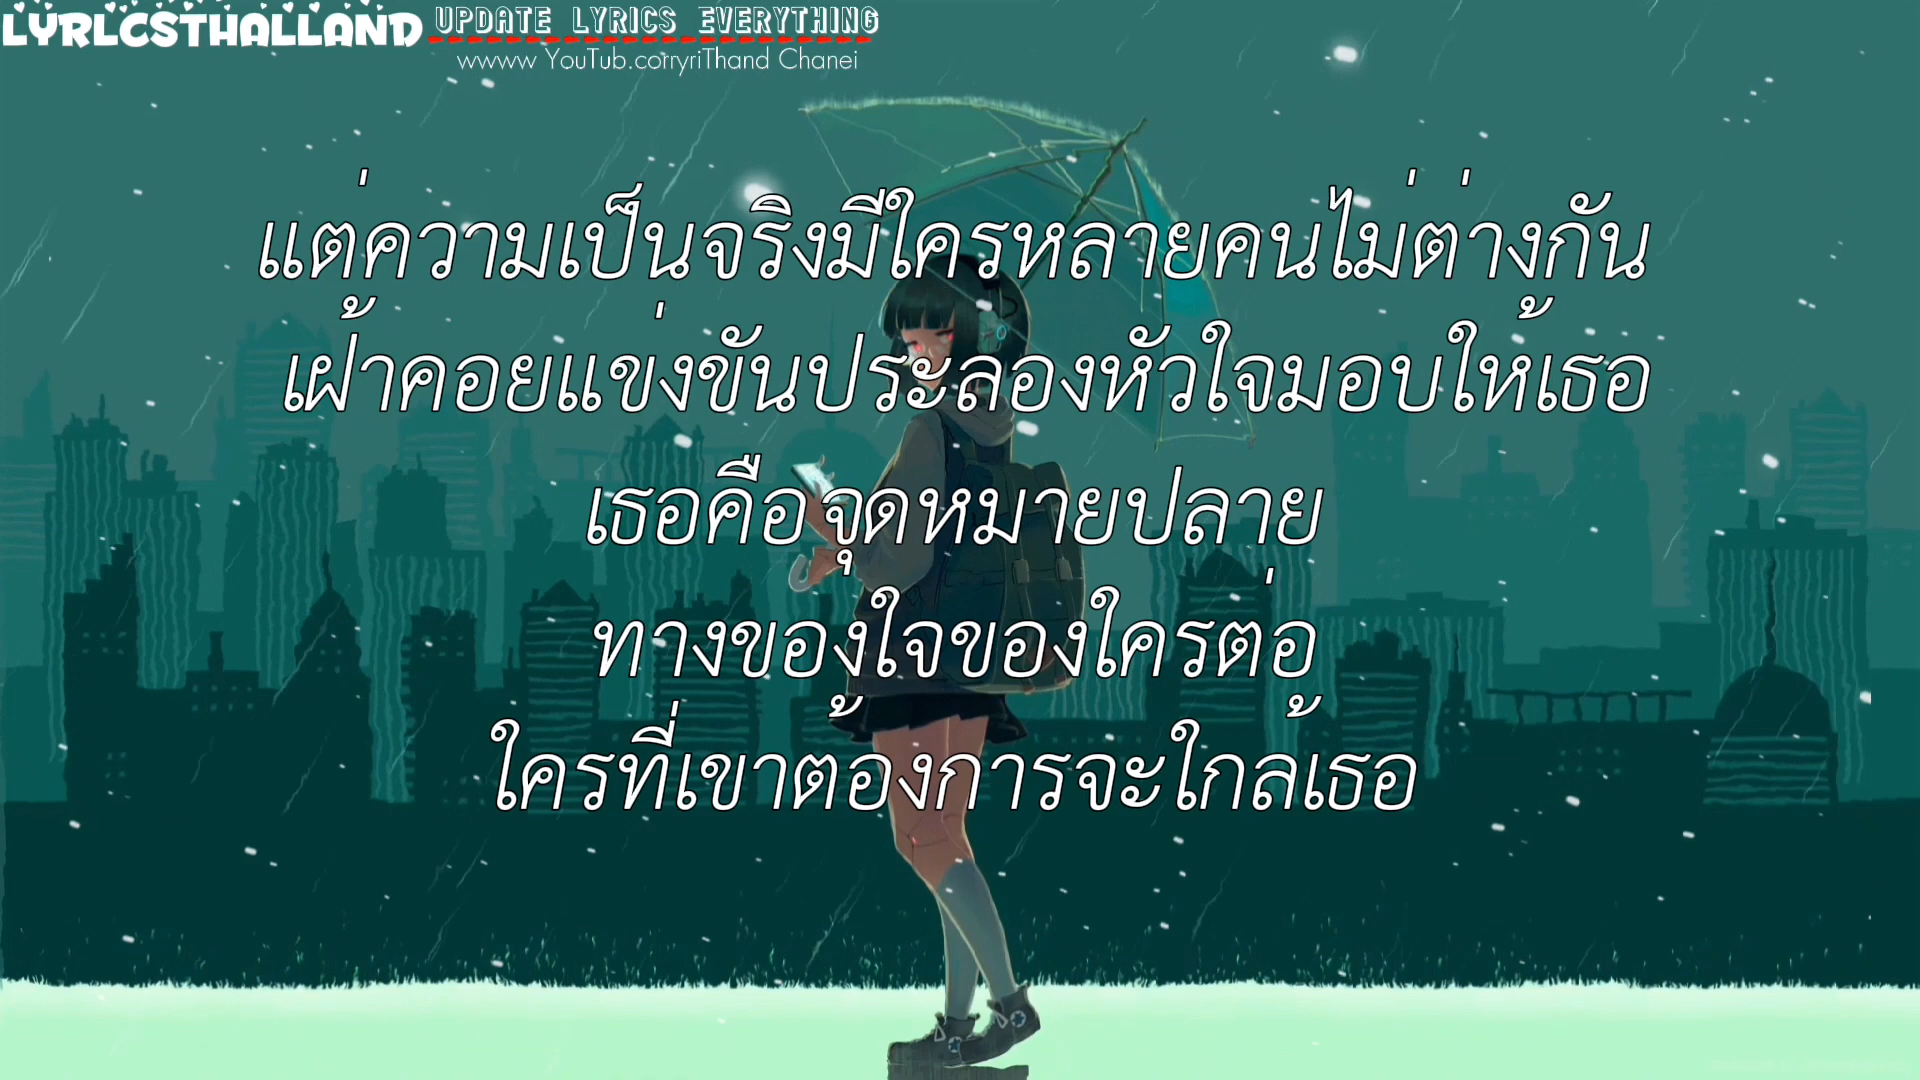 LYRLCSTHALLAND
UPDATE LYRICS EVERYTHING
wwww YouTub.corryriThand Chanei
แต่ความเป็นจริงมีใครหลายคนไม่ต่างกัน
เฝ้าคอยแข่งขันประลองหัวใจมอบให้เธอ
เธอคือจุดหมายปลาย
ทางของใจของใครต่อ
ใครที่เขาต้องการจะใกล้เธอ